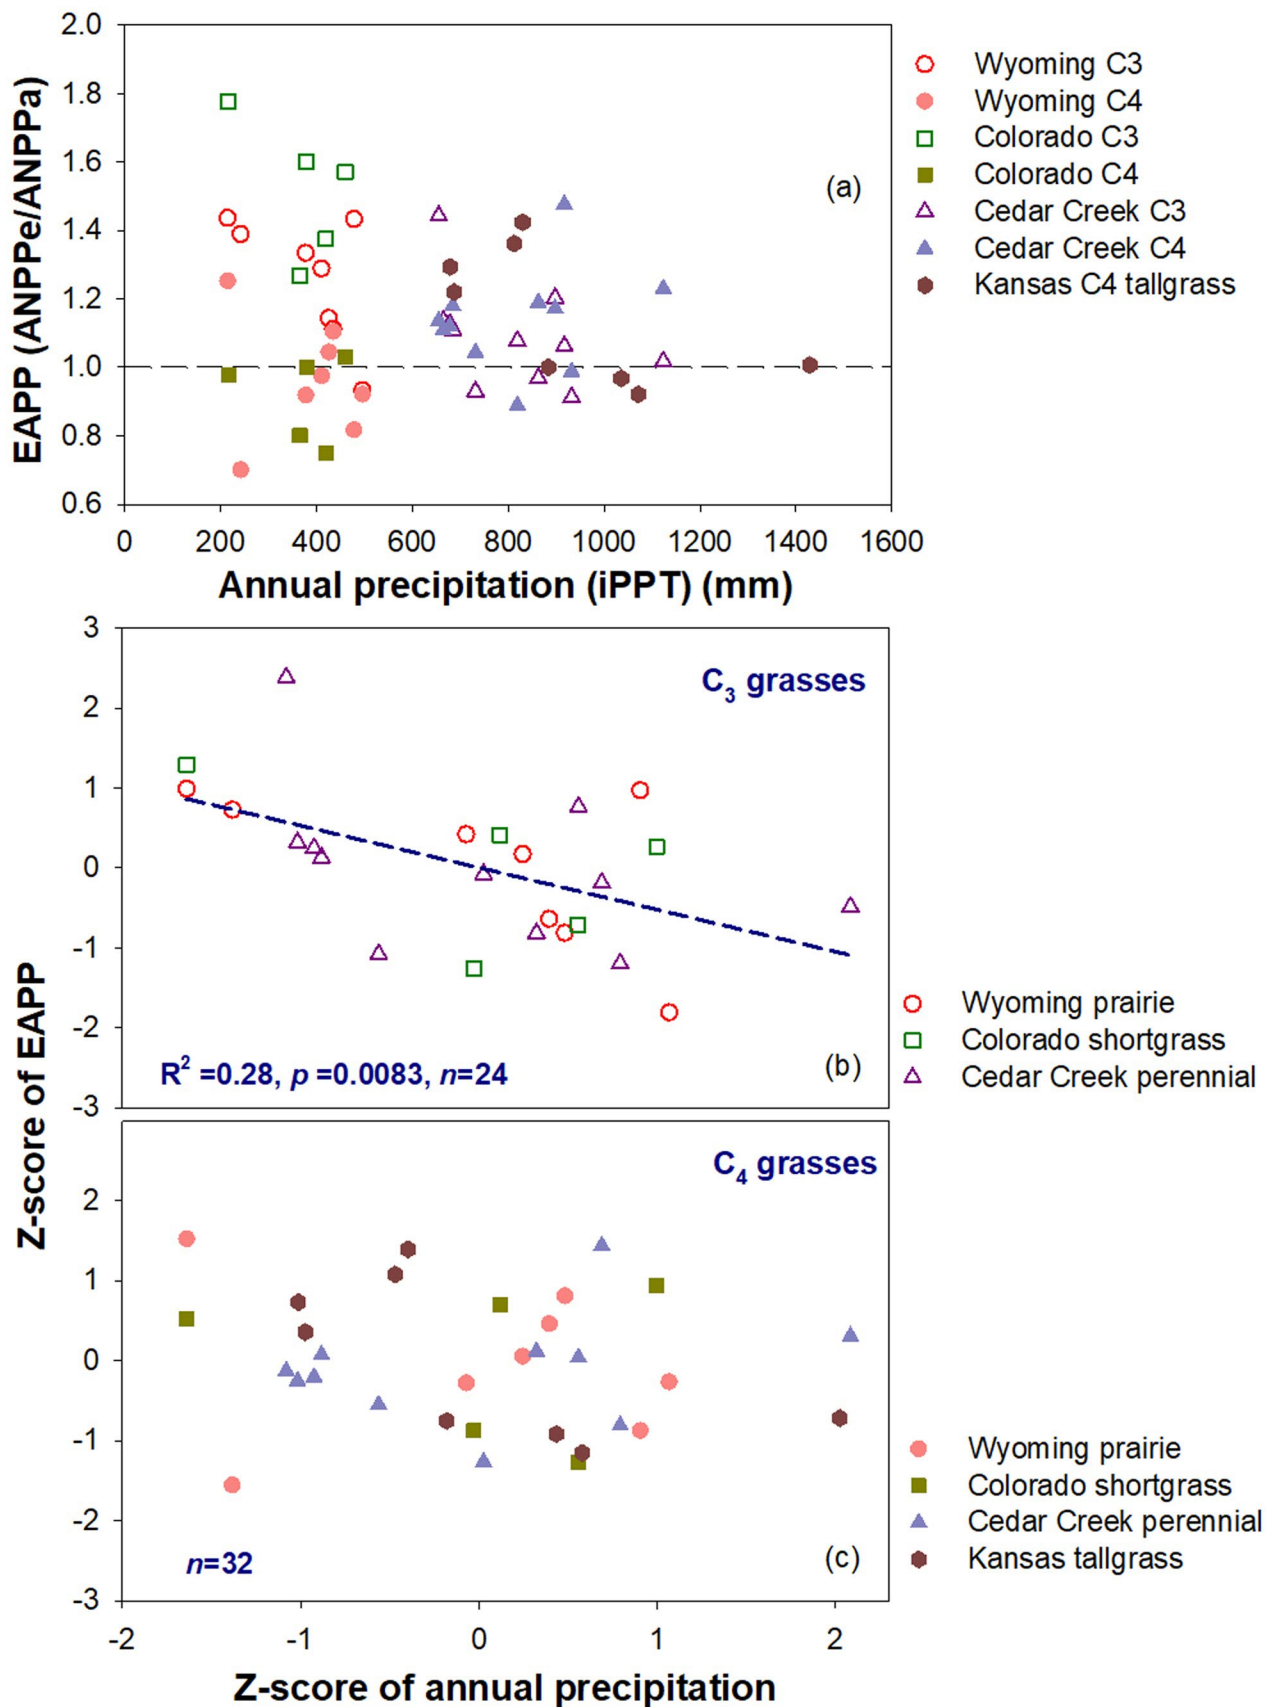 2.0
1.8
1.6
1.4
1.2
1.0
0.8
0.6
EAPP (ANPPe/ANPPa)
(a)
0 200 400 600 800 1000 1200 1400 1600
Annual precipitation (iPPT) (mm)
Wyoming C3
Wyoming C4
Colorado C3
Colorado C4
Cedar Creek C3
Cedar Creek C4
Kansas C4 tallgrass
3
2
1
0
-1
-2
-3
C3 grasses
R2 =0.28, p =0.0083, n=24
(b)
Wyoming prairie
Colorado shortgrass
Cedar Creek perennial
Z-score of EAPP
2
1
0
-1
-2
-3
C4 grasses
n=32
(c)
Wyoming prairie
Colorado shortgrass
Cedar Creek perennial
Kansas tallgrass
-2 -1 0 1 2
Z-score of annual precipitation